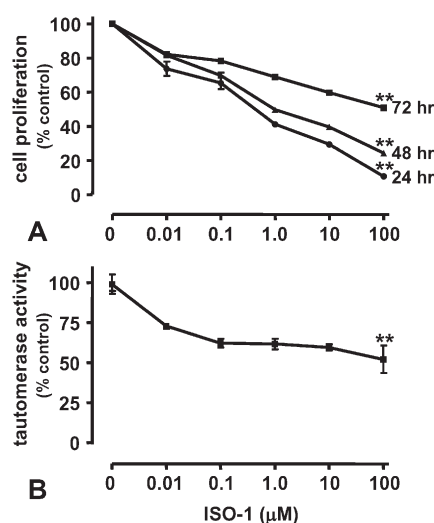 cell proliferation
(% control)
100
80
60
40
20
0
**
72 hr
**
48 hr
**
24 hr
A
0 0.01 0.1 1.0 10 100
tautomerase activity
(% control)
100
75
50
25
0
**
B
0 0.01 0.1 1.0 10 100
ISO-1 (µM)